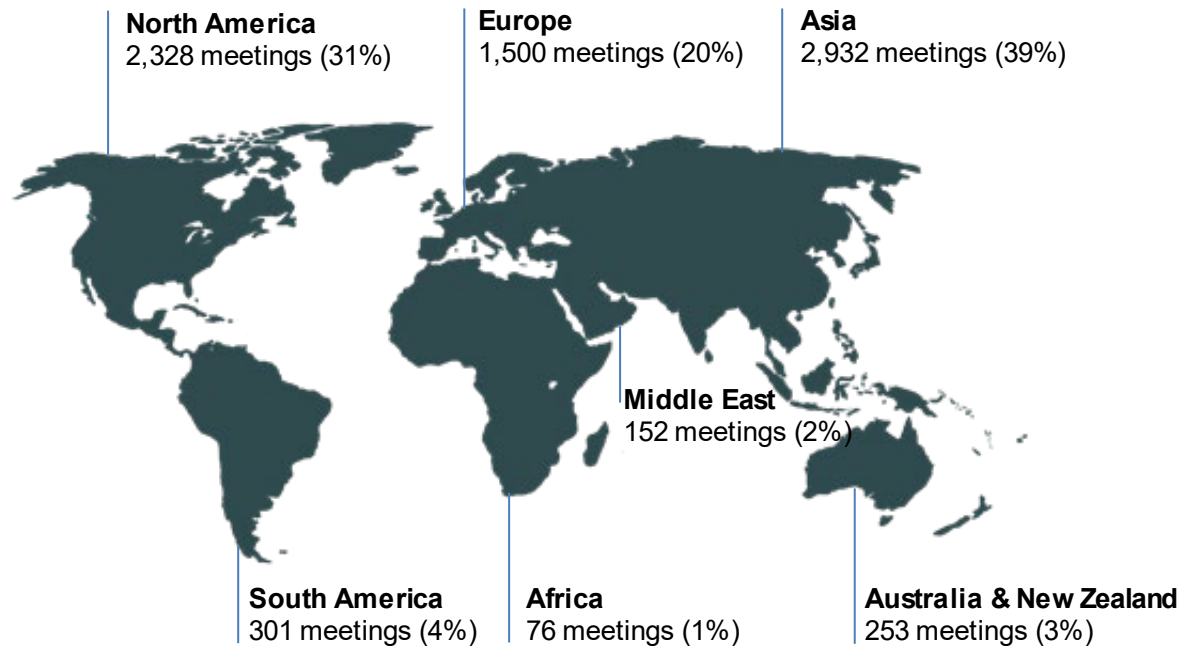 North America
2,328 meetings (31%)
Europe
1,500 meetings (20%)
Asia
2,932 meetings (39%)
Middle East
152 meetings (2%)
South America
301 meetings (4%)
Africa
76 meetings (1%)
Australia & New Zealand
253 meetings (3%)